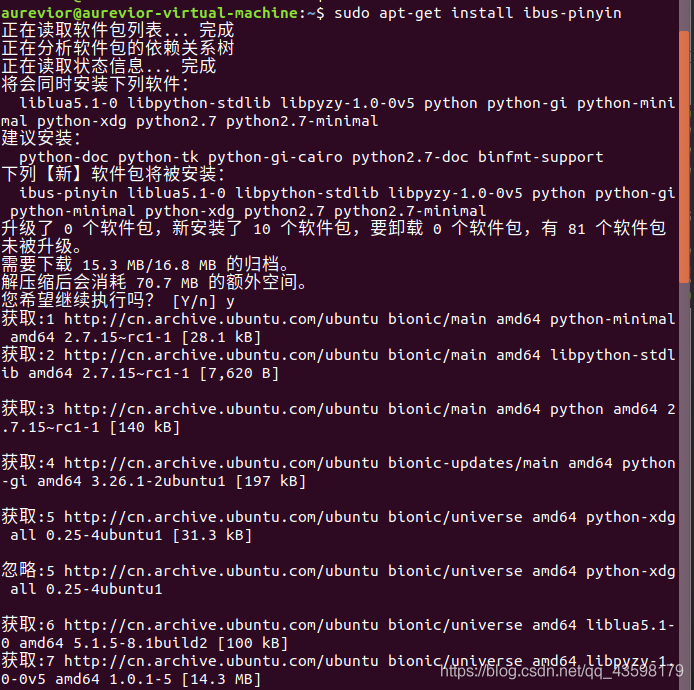 aurevior@aurevior-virtual-machine:~$ sudo apt-get install ibus-pinyin
正在读取软件包列表... 完成
正在分析软件包的依赖关系树
正在读取状态信息... 完成
将会同时安装下列软件：
  liblua5.1-0 libpython-stdlib libpyzy-1.0-0v5 python python-gi python-mini
mal python-xdg python2.7 python2.7-minimal
建议安装：
  python-doc python-tk python-gi-cairo python2.7-doc binfmt-support
下列【新】软件包将被安装：
  ibus-pinyin liblua5.1-0 libpython-stdlib libpyzy-1.0-0v5 python python-gi
 python-minimal python-xdg python2.7 python2.7-minimal
升级了 0 个软件包，新安装了 10 个软件包，要卸载 0 个软件包，有 81 个软件包
未被升级。
需要下载 15.3 MB/16.8 MB 的归档。
解压缩后会消耗 70.7 MB 的额外空间。
您希望继续执行吗？ [Y/n] y
获取:1 http://cn.archive.ubuntu.com/ubuntu bionic/main amd64 python-minimal
 amd64 2.7.15~rc1-1 [28.1 kB]
获取:2 http://cn.archive.ubuntu.com/ubuntu bionic/main amd64 libpython-stdl
ib amd64 2.7.15~rc1-1 [7,620 B]
获取:3 http://cn.archive.ubuntu.com/ubuntu bionic/main amd64 python amd64 2
.7.15~rc1-1 [140 kB]
获取:4 http://cn.archive.ubuntu.com/ubuntu bionic-updates/main amd64 python
-gi amd64 3.26.1-2ubuntu1 [197 kB]
获取:5 http://cn.archive.ubuntu.com/ubuntu bionic/universe amd64 python-xdg
 all 0.25-4ubuntu1 [31.3 kB]
忽略:5 http://cn.archive.ubuntu.com/ubuntu bionic/universe amd64 python-xdg
 all 0.25-4ubuntu1
获取:6 http://cn.archive.ubuntu.com/ubuntu bionic/universe amd64 liblua5.1-
0 amd64 5.1.5-8.1build2 [100 kB]
获取:7 http://cn.archive.ubuntu.com/ubuntu bionic/universe amd64 libpyzy-1.
0-0v5 amd64 1.0.1-5 [14.3 MB]
https://blog.csdn.net/qq_43598179